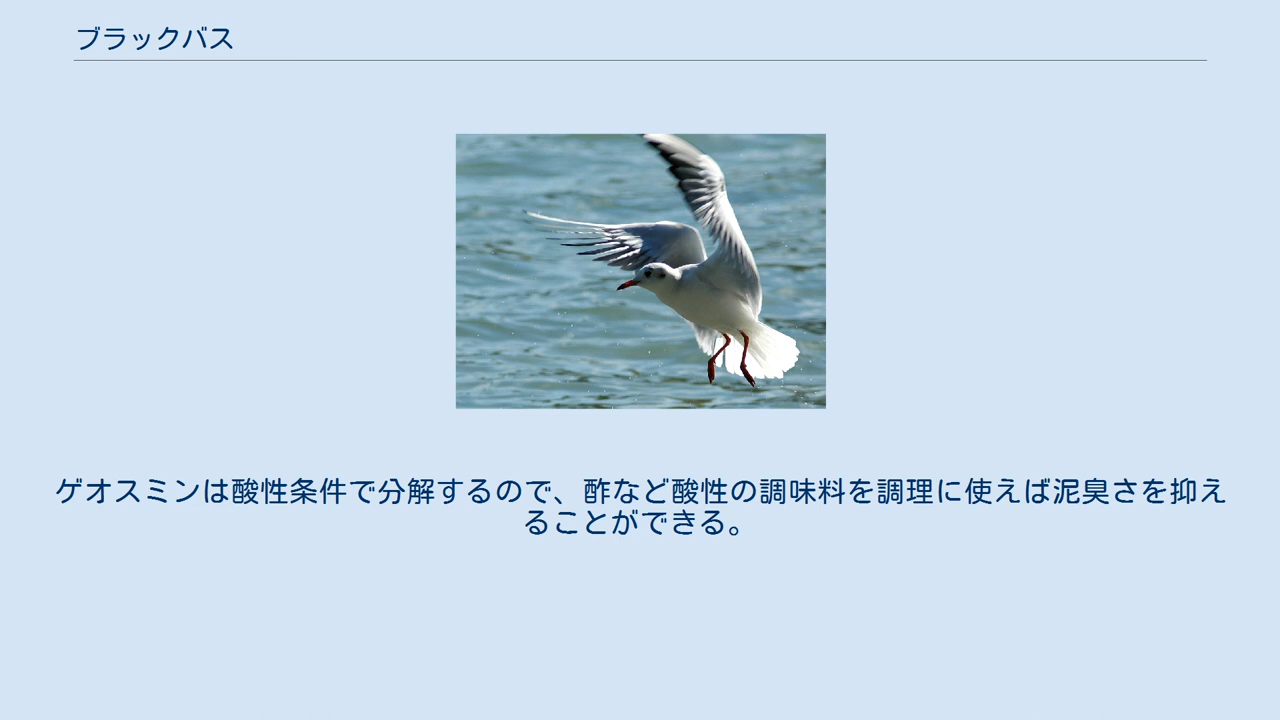 ブラックバス
ゲオスミンは酸性条件で分解するので、酢など酸性の調味料を調理に使えば泥臭さを抑え
ることができる。